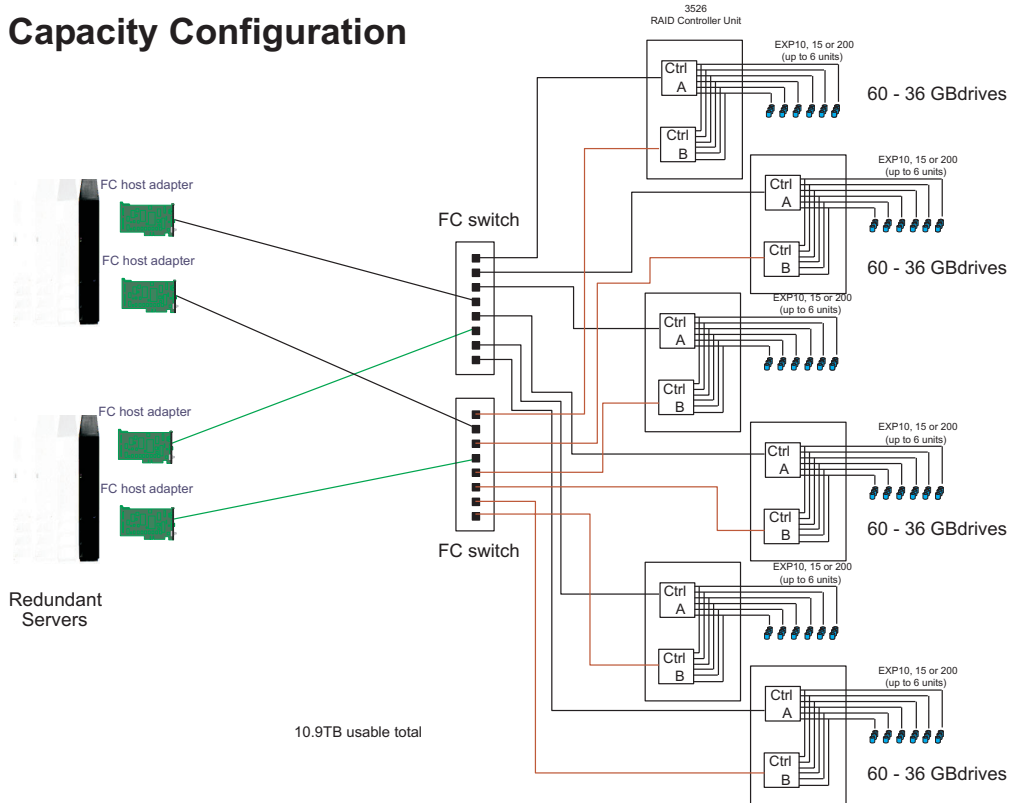 Capacity Configuration
3526
RAID Controller Unit
EXP10, 15 or 200
(up to 6 units)
Ctrl
A
60 - 36 GBdrives
Ctrl
B
EXP10, 15 or 200
(up to 6 units)
Ctrl
A
FC host adapter
FC switch
Ctrl
B
60 - 36 GBdrives
FC host adapter
EXP10, 15 or 200
(up to 6 units)
Ctrl
A
Ctrl
B
FC host adapter
EXP10, 15 or 200
(up to 6 units)
Ctrl
A
FC host adapter
Ctrl
B
60 - 36 GBdrives
FC switch
EXP10, 15 or 200
(up to 6 units)
Ctrl
A
Redundant
Servers
Ctrl
B
EXP10, 15 or 200
(up to 6 units)
Ctrl
A
10.9TB usable total
Ctrl
B
60 - 36 GBdrives